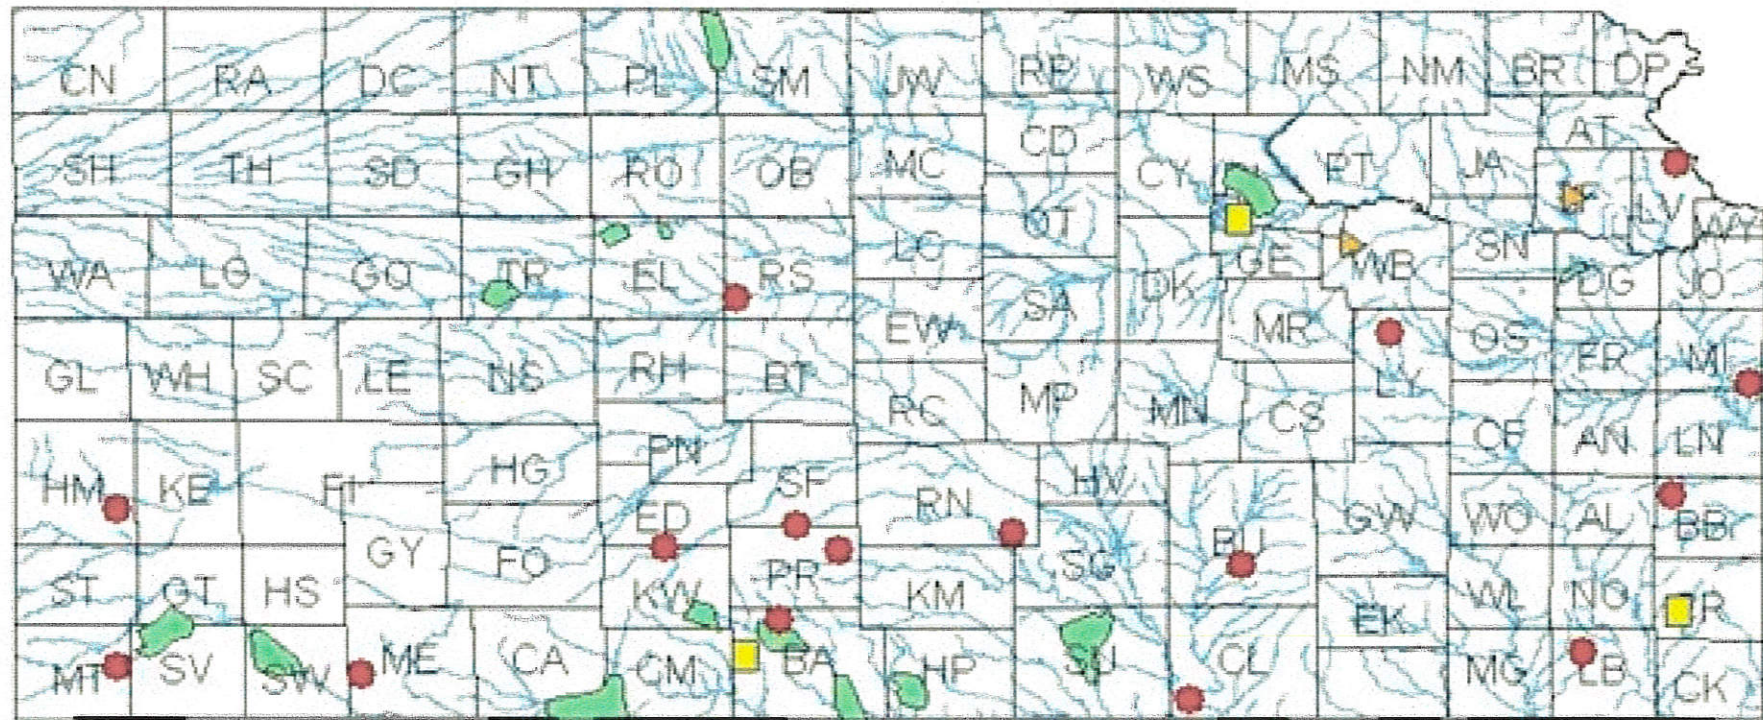 CN RA DC NT PL SM JW RP WS MS NM BR DP
SH TH SD GH RO OB MC CD CY PT JA AT
OT LV WY
WA LG GO TR EL RS LC SA DK GE WB SN DG JO
GL WH SC LE NS RH BT EW MR LY OS FR MI
RC MP MN CS CF AN LN
HM KE FI HG PN SF RN HV BU GW WO AL BB
ED
ST GT HS GY FO KW PR KM SG EK WL NO
MT SV SW ME CA CM BA HP SU CL MG LB CK